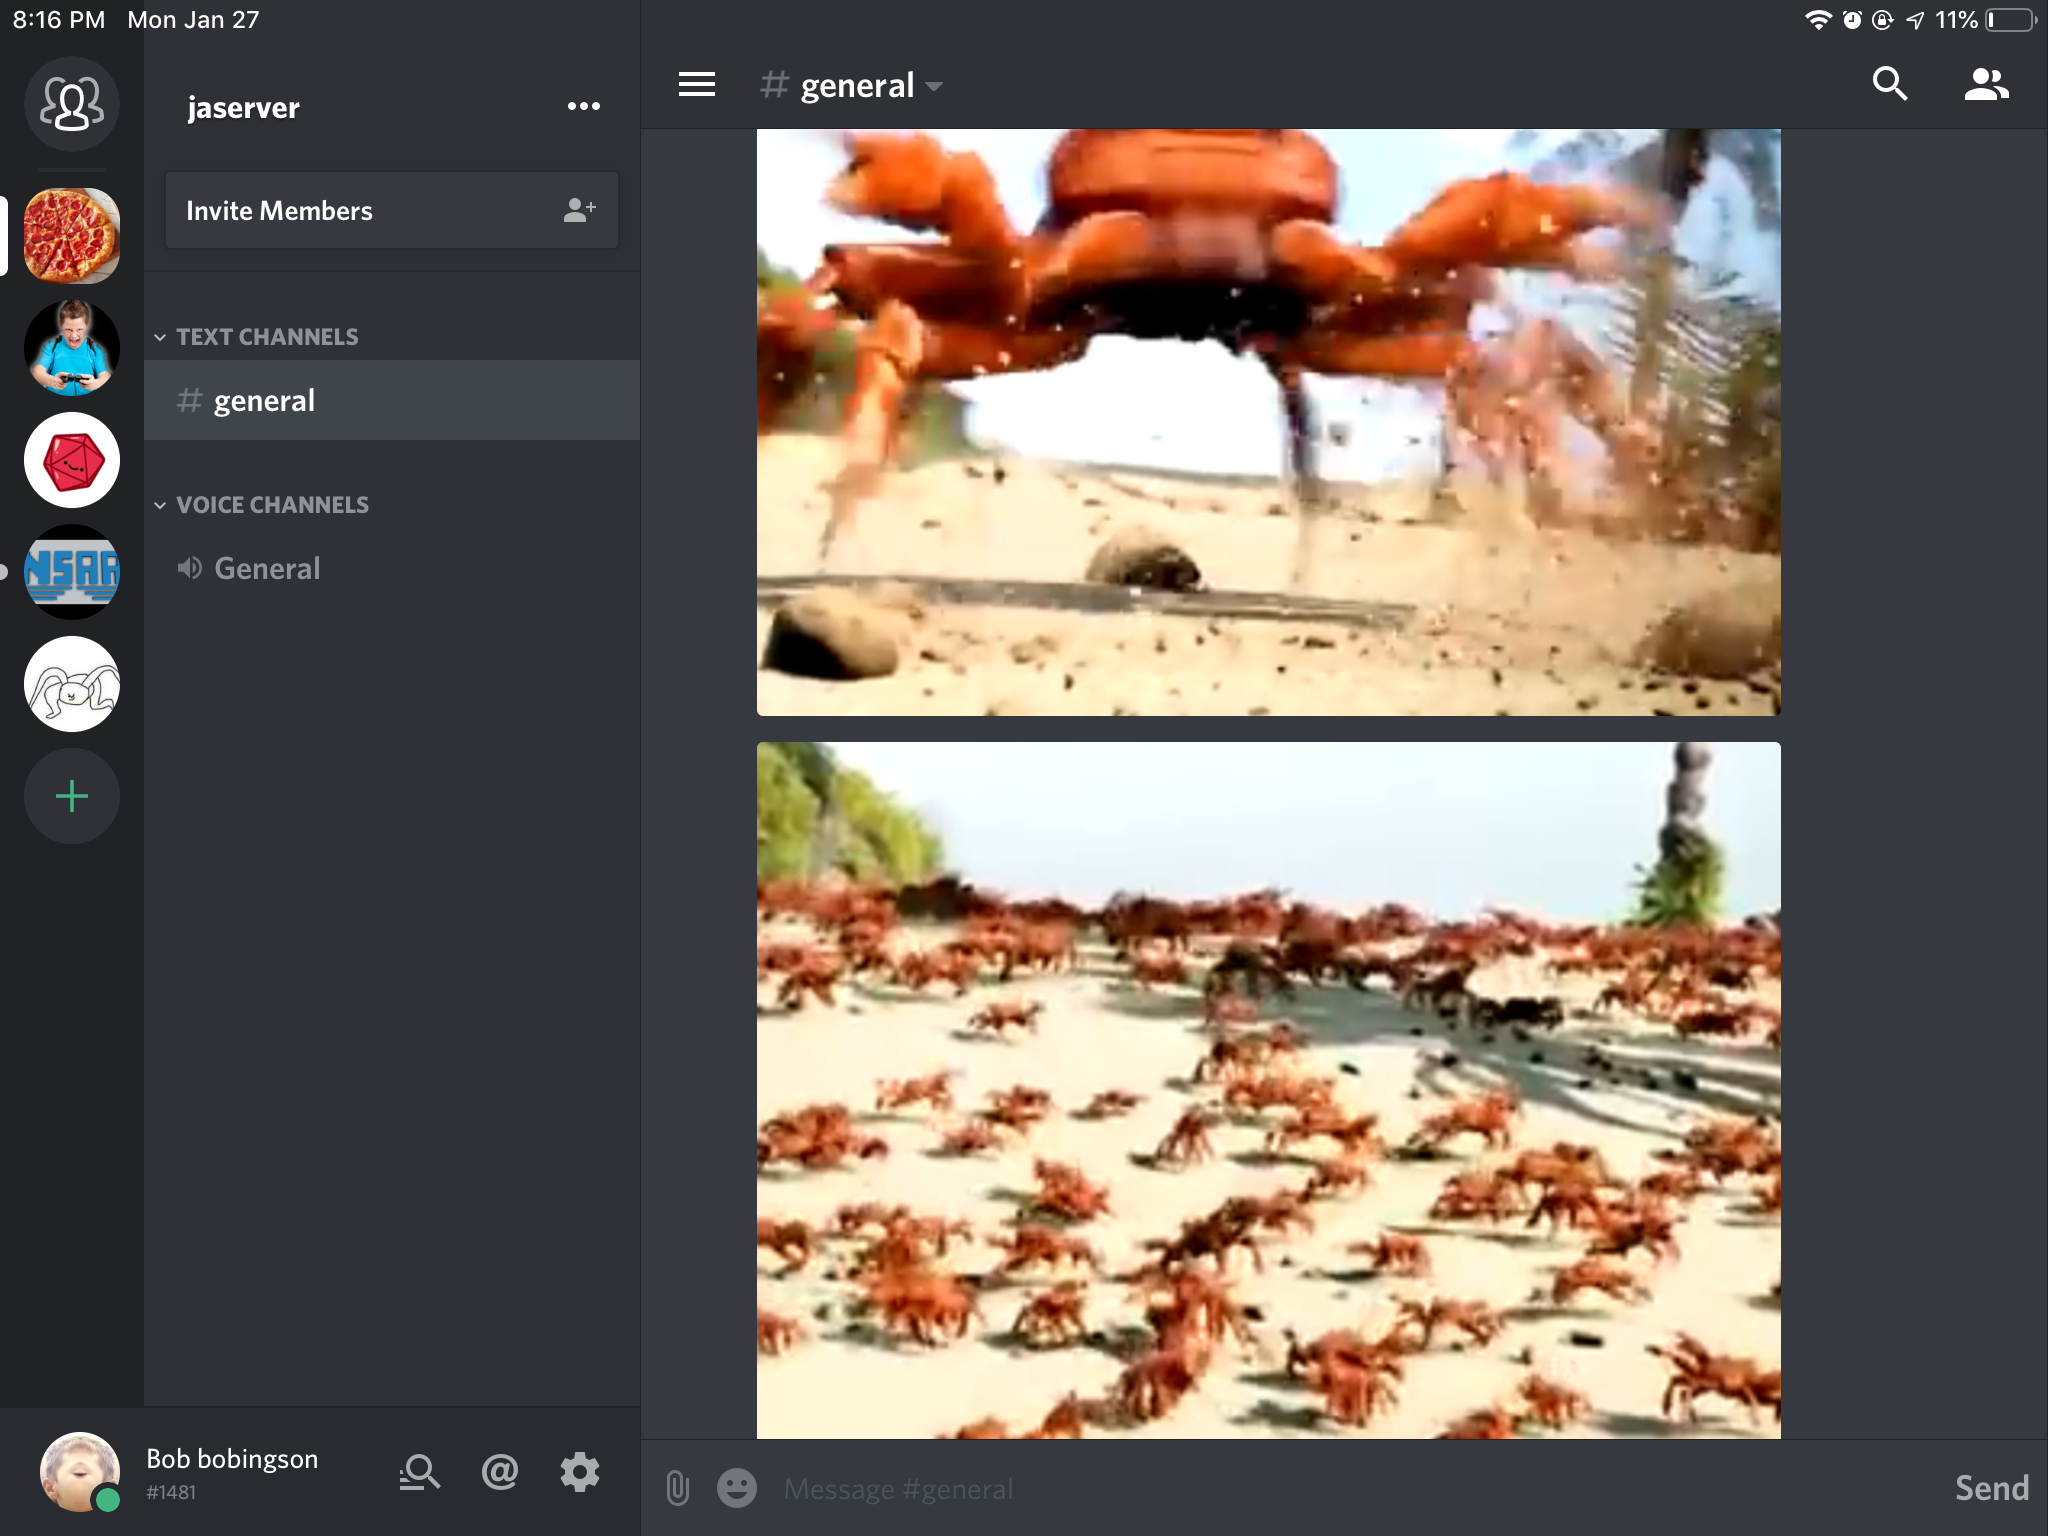 8:16 PM Mon Jan 27
11%
jaserver
# general
Invite Members
TEXT CHANNELS
# general
VOICE CHANNELS
General
NSAA
Bob bobingson
#1481
@
Message #general
Send